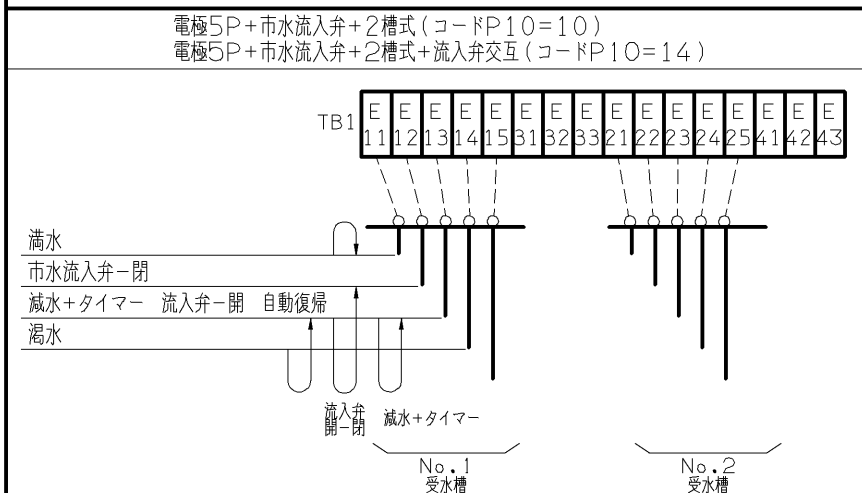 電極5P+市水流入弁+2槽式(コードP10=10)
電極5P+市水流入弁+2槽式+流入弁交互(コードP10=14)
TB1
E11 E12 E13 E14 E15 E31 E32 E33 E21 E22 E23 E24 E25 E41 E42 E43
満水
市水流入弁-閉
減水+タイマー 流入弁-開 自動復帰
渇水
流入弁
開-閉
減水+タイマー
No.1
受水槽
No.2
受水槽